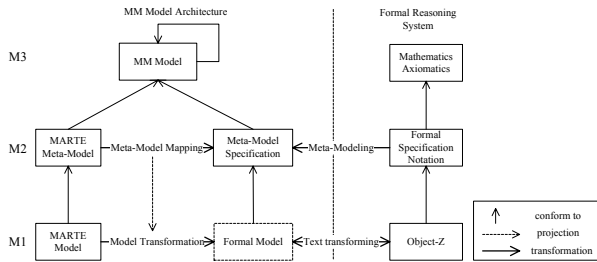 MM Model Architecture
Formal Reasoning
System
M3
MM Model
Mathematics
Axiomatics
M2
MARTE
Meta-Model
Meta-Model Mapping
Meta-Model
Specification
Meta-Modeling
Formal
Specification
Notation
M1
MARTE
Model
Model Transformation
Formal Model
Text transforming
Object-Z
conform to
projection
transformation